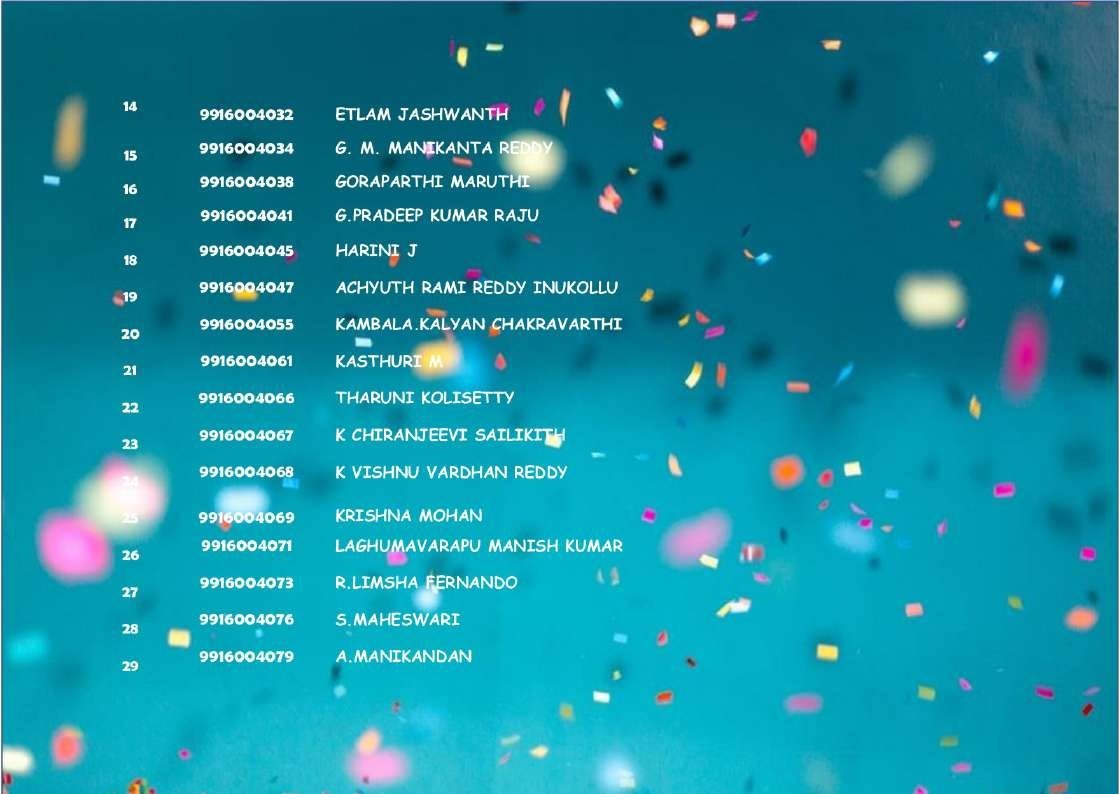 14 9916004032 ETLAM JASHWANTH
15 9916004034 G. M. MANIKANTA REDDY
16 9916004038 GORAPARTHI MARUTHI
17 9916004041 G.PRADEEP KUMAR RAJU
18 9916004045 HARINI J
19 9916004047 ACHYUTH RAMI REDDY INUKOLLU
20 9916004055 KAMBALA.KALYAN CHAKRAVARTHI
21 9916004061 KASTHURI M
22 9916004066 THARUNI KOLISETTY
23 9916004067 K CHIRANJEEVI SAILIKITH
24 9916004068 K VISHNU VARDHAN REDDY
25 9916004069 KRISHNA MOHAN
26 9916004071 LAGHUMAVARAPU MANISH KUMAR
27 9916004073 R.LIMSHA FERNANDO
28 9916004076 S.MAHESWARI
29 9916004079 A.MANIKANDAN